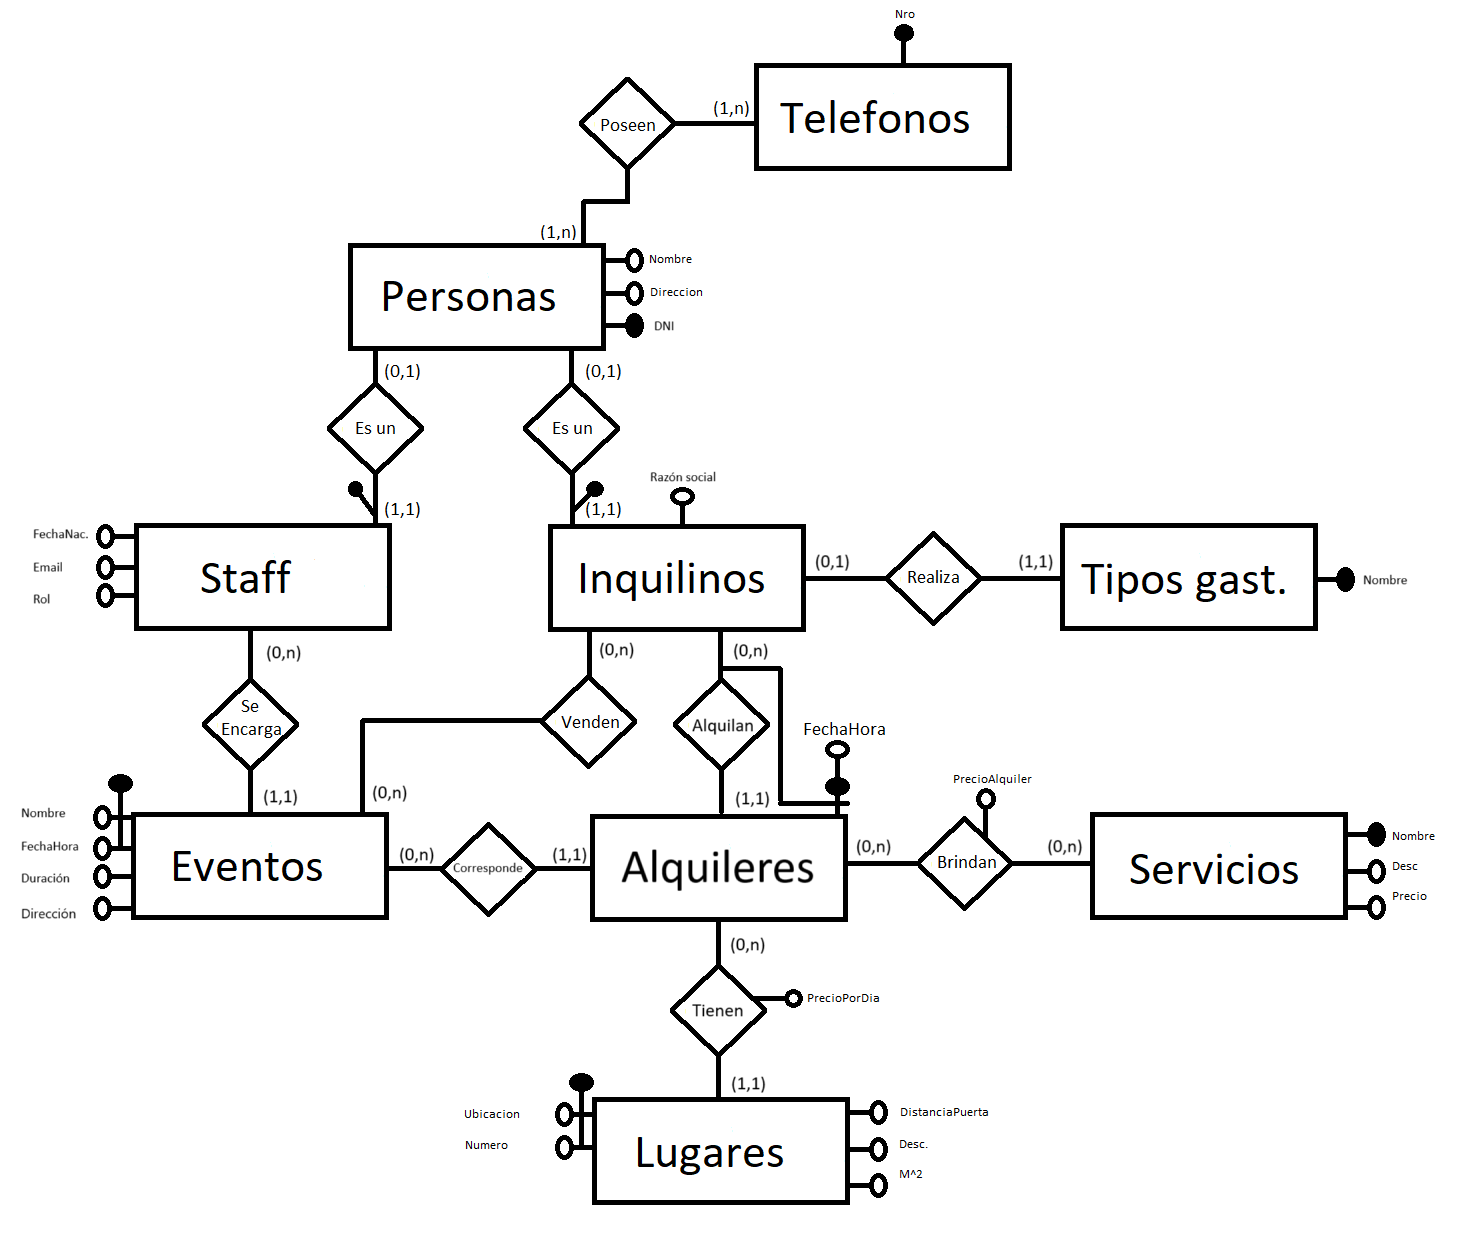 Nro
Telefonos
(1,n)
Poseen
(1,n)
Personas
Nombre
Direccion
DNI
(0,1)
(0,1)
Es un
Es un
(1,1)
(1,1)
Razón social
FechaNac.
Email
Rol
Staff
Inquilinos
(0,1)
Realiza
(1,1)
Tipos gast.
Nombre
(0,n)
(0,n)
(0,n)
Se
Encarga
Venden
Alquilan
FechaHora
(1,1)
(0,n)
(1,1)
PrecioAlquiler
Nombre
FechaHora
Duración
Dirección
Eventos
(0,n)
Corresponde
(1,1)
Alquileres
(0,n)
Brindan
(0,n)
Servicios
Nombre
Desc
Precio
(0,n)
Tienen
PrecioPorDia
(1,1)
Ubicacion
Numero
Lugares
DistanciaPuerta
Desc.
M^2